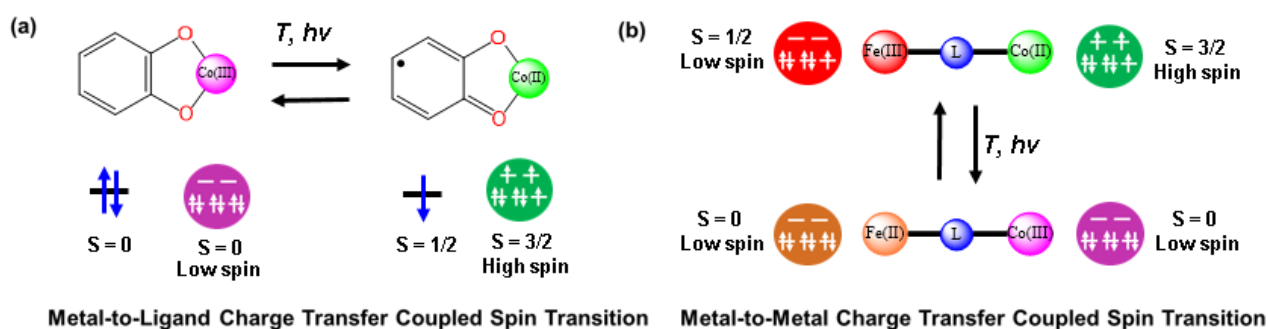 (a)
T, hν
O
Co(III)
O
O
Co(II)
O
S = 0
S = 0
Low spin
S = 1/2
S = 3/2
High spin
Metal-to-Ligand Charge Transfer Coupled Spin Transition
(b)
S = 1/2
Low spin
Fe(III)
L
Co(II)
S = 3/2
High spin
T, hν
S = 0
Low spin
Fe(II)
L
Co(III)
S = 0
Low spin
Metal-to-Metal Charge Transfer Coupled Spin Transition